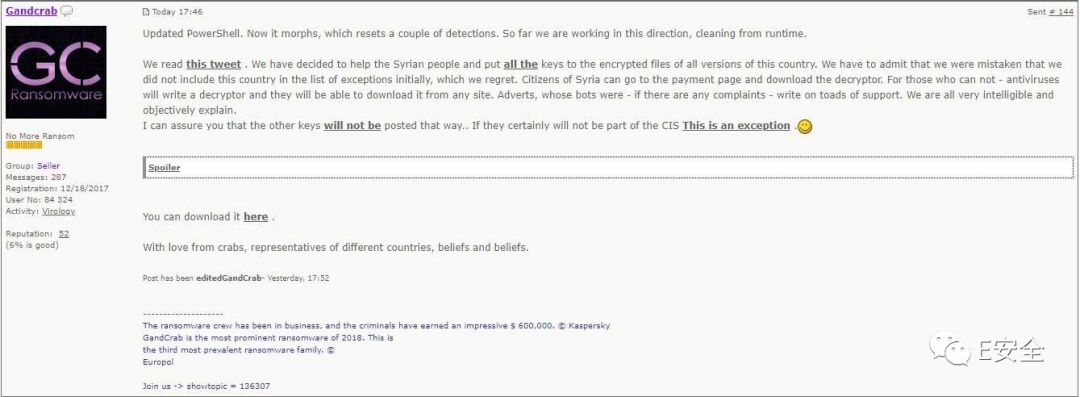 Gandcrab
Today 17:46
Sent # 144
GC
Ransomware
No More Ransom
Group: Seller
Messages: 287
Registration: 12/18/2017
User No: 84 324
Activity: Virology
Reputation: 52
(6% is good)
Updated PowerShell. Now it morphs, which resets a couple of detections. So far we are working in this direction, cleaning from runtime.
We read this tweet . We have decided to help the Syrian people and put all the keys to the encrypted files of all versions of this country. We have to admit that we were mistaken that we
did not include this country in the list of exceptions initially, which we regret. Citizens of Syria can go to the payment page and download the decryptor. For those who can not - antiviruses
will write a decryptor and they will be able to download it from any site. Adverts, whose bots were - if there are any complaints - write on toads of support. We are all very intelligible and
objectively explain.
I can assure you that the other keys will not be posted that way.. If they certainly will not be part of the CIS This is an exception .
Spoiler
You can download it here .
With love from crabs, representatives of different countries, beliefs and beliefs.
Post has been editedGandCrab- Yesterday, 17:52
--------------------
The ransomware crew has been in business, and the criminals have earned an impressive $ 600,000. © Kaspersky
GandCrab is the most prominent ransomware of 2018. This is
the third most prevalent ransomware family. ©
Europol
Join us -> showtopic = 136307
E安全